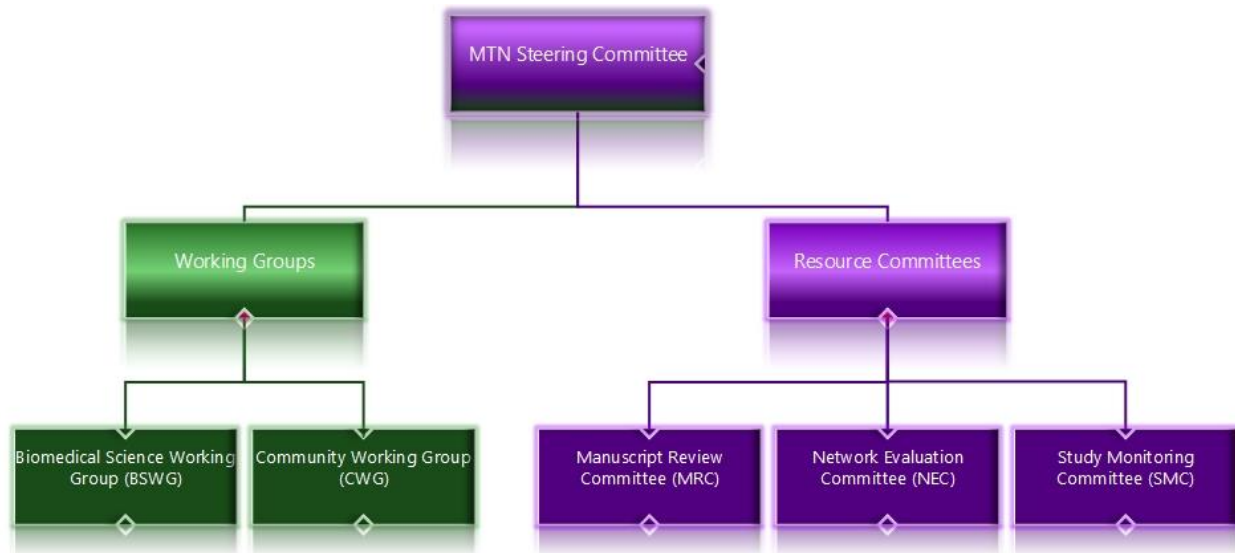 MTN Steering Committee
Working Groups
Resource Committees
Biomedical Science Working
Group (BSWG)
Community Working Group
(CWG)
Manuscript Review
Committee (MRC)
Network Evaluation
Committee (NEC)
Study Monitoring
Committee (SMC)